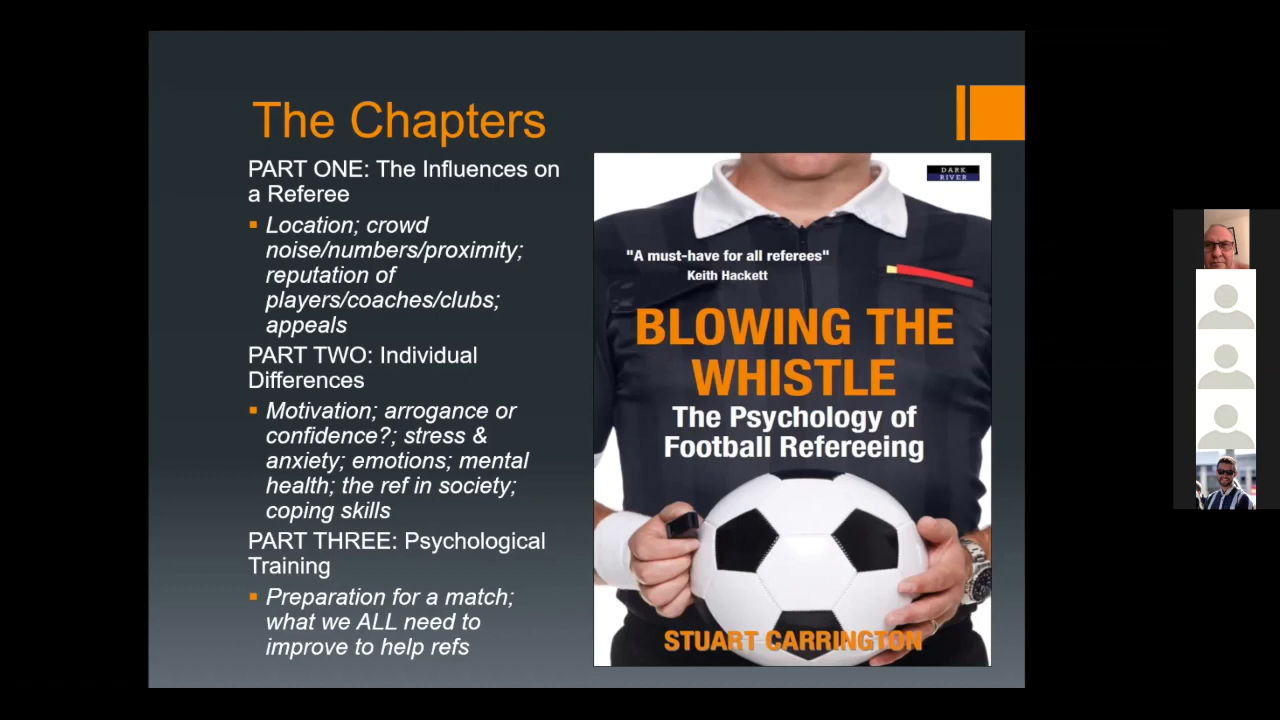 The Chapters
PART ONE: The Influences on
a Referee
Location; crowd
noise/numbers/proximity;
reputation of
players/coaches/clubs;
appeals
PART TWO: Individual
Differences
Motivation; arrogance or
confidence?; stress &
anxiety; emotions; mental
health; the ref in society;
coping skills
PART THREE: Psychological
Training
Preparation for a match;
what we ALL need to
improve to help refs
DARK
RIVER
"A must-have for all referees"
Keith Hackett
BLOWING THE
WHISTLE
The Psychology of
Football Refereeing
STUART CARRINGTON